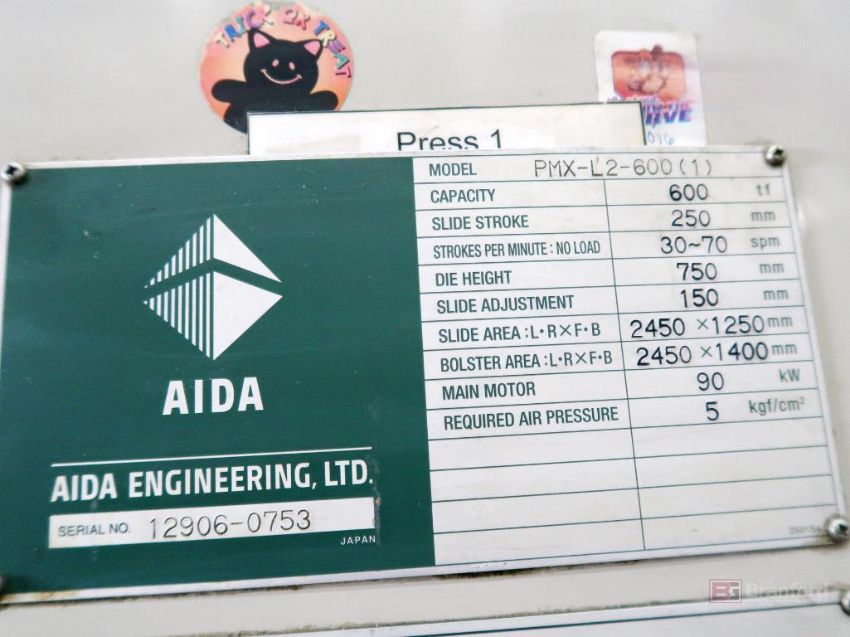 TRICK OR TREAT
Press 1
MODEL PMX-L2-600(1)
CAPACITY 600 tf
SLIDE STROKE 250 mm
STROKES PER MINUTE : NO LOAD 30~70 spm
DIE HEIGHT 750 mm
SLIDE ADJUSTMENT 150 mm
SLIDE AREA : L・R×F・B 2450 ×1250 mm
BOLSTER AREA : L・R×F・B 2450 ×1400 mm
MAIN MOTOR 90 kW
REQUIRED AIR PRESSURE 5 kgf/cm²
AIDA
AIDA ENGINEERING, LTD.
SERIAL NO. 12906-0753
JAPAN
Branford